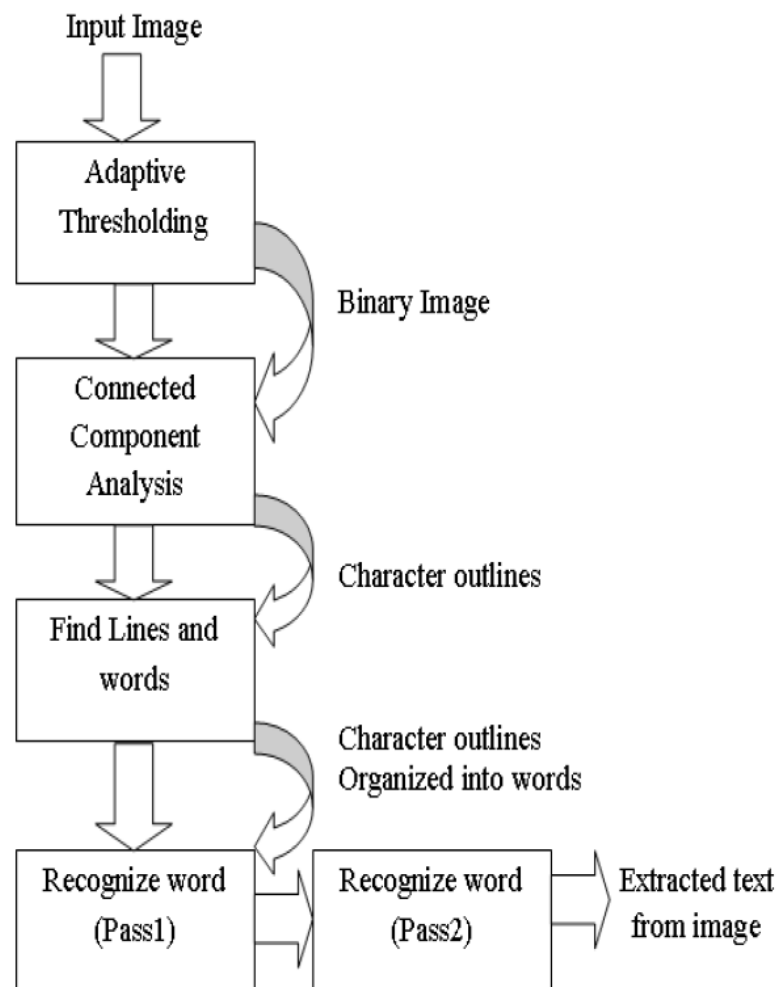 Input Image
Adaptive
Thresholding
Binary Image
Connected
Component
Analysis
Character outlines
Find Lines and
words
Character outlines
Organized into words
Recognize word
(Pass1)
Recognize word
(Pass2)
Extracted text
from image